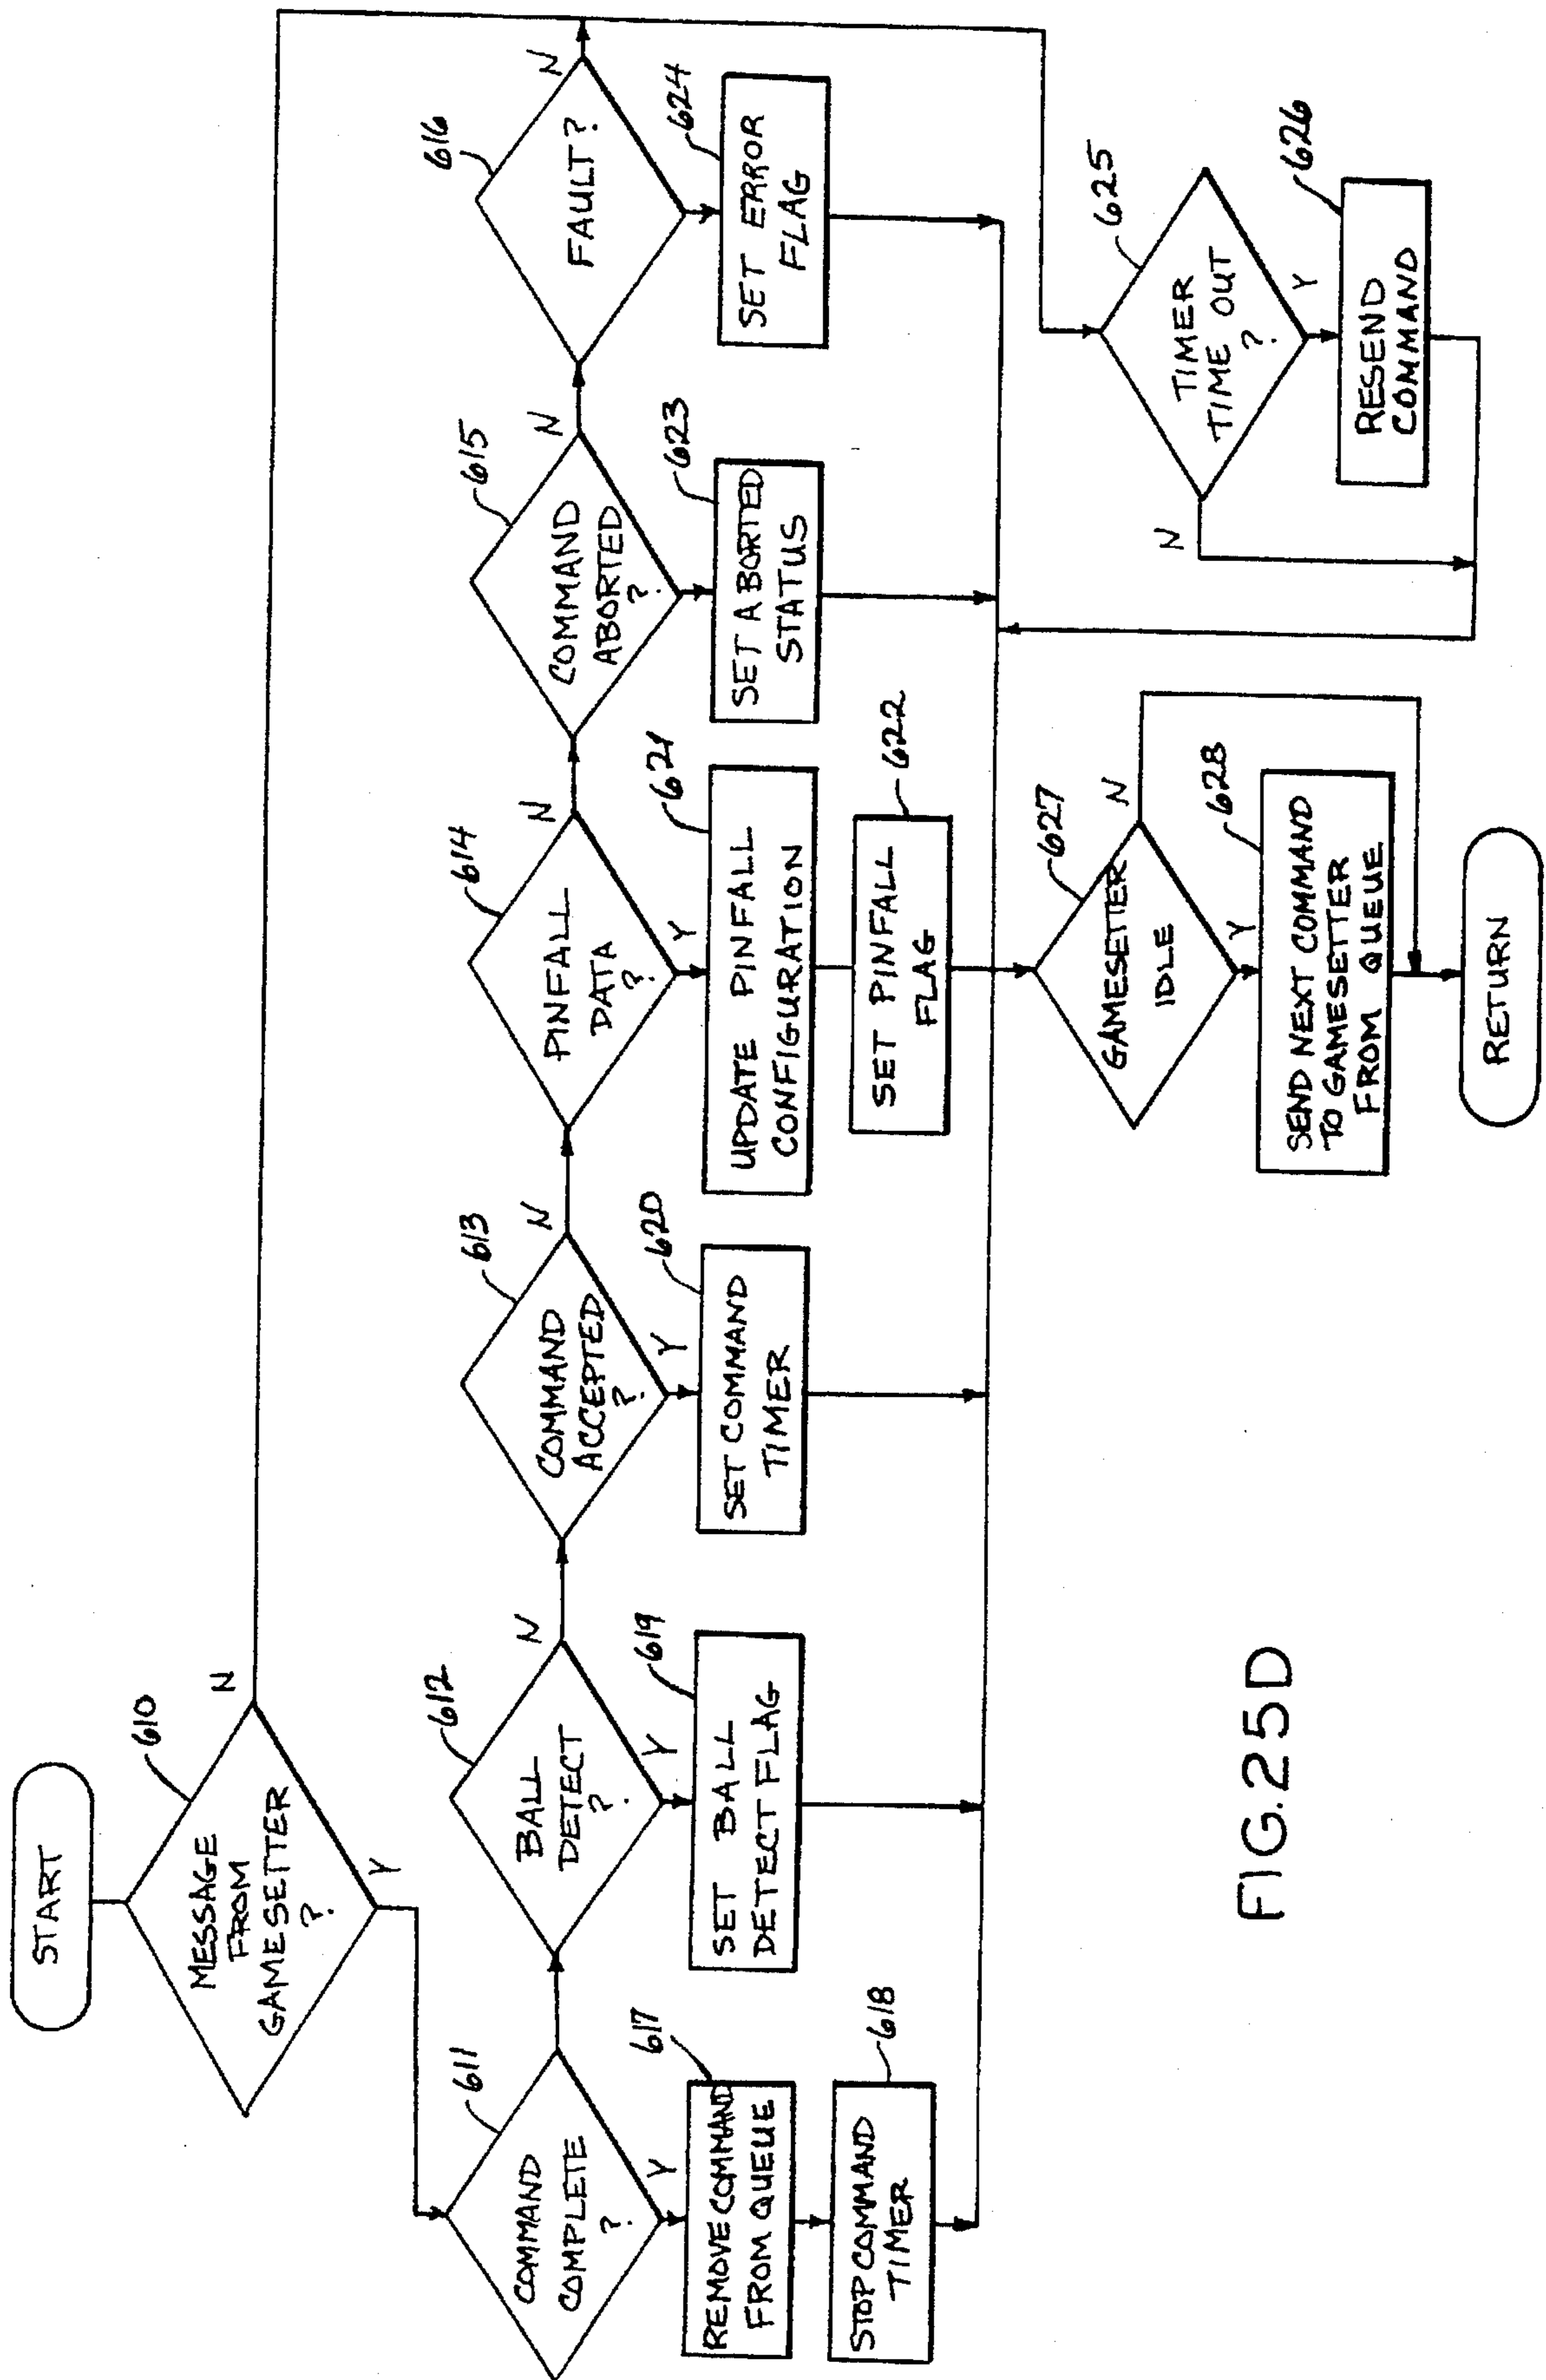 START
MESSAGE
FROM
GAMESETTER
?
610
N
Y
COMMAND
COMPLETE
?
611
Y
BALL
DETECT
?
612
N
Y
COMMAND
ACCEPTED
?
613
N
Y
PINFALL
DATA
?
614
N
Y
COMMAND
ABORTED
?
615
N
FAULT?
616
N
REMOVE COMMAND
FROM QUEUE
617
STOP COMMAND
TIMER
618
SET BALL
DETECT FLAG
619
SET COMMAND
TIMER
620
UPDATE PINFALL
CONFIGURATION
621
SET PINFALL
FLAG
622
SET ABORTED
STATUS
623
SET ERROR
FLAG
624
TIMER
TIME OUT
?
625
N
Y
RESEND
COMMAND
626
GAMESETTER
IDLE
627
N
Y
SEND NEXT COMMAND
TO GAMESETTER
FROM QUEUE
628
RETURN
FIG.25D